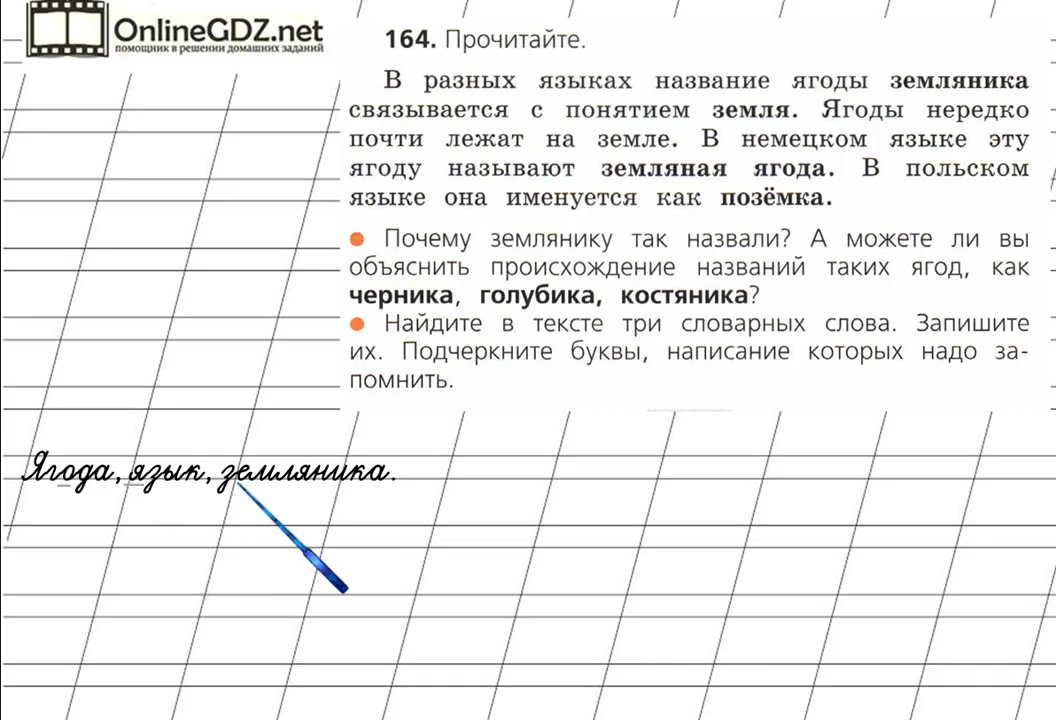 OnlineGDZ.net
помощник в решении домашних заданий
164. Прочитайте.
В разных языках название ягоды земляника
связывается с понятием земля. Ягоды нередко
почти лежат на земле. В немецком языке эту
ягоду называют земляная ягода. В польском
языке она именуется как позёмка.
Почему землянику так назвали? А можете ли вы
объяснить происхождение названий таких ягод, как
черника, голубика, костяника?
Найдите в тексте три словарных слова. Запишите
их. Подчеркните буквы, написание которых надо за-
помнить.
Ягода, язык, земляника.